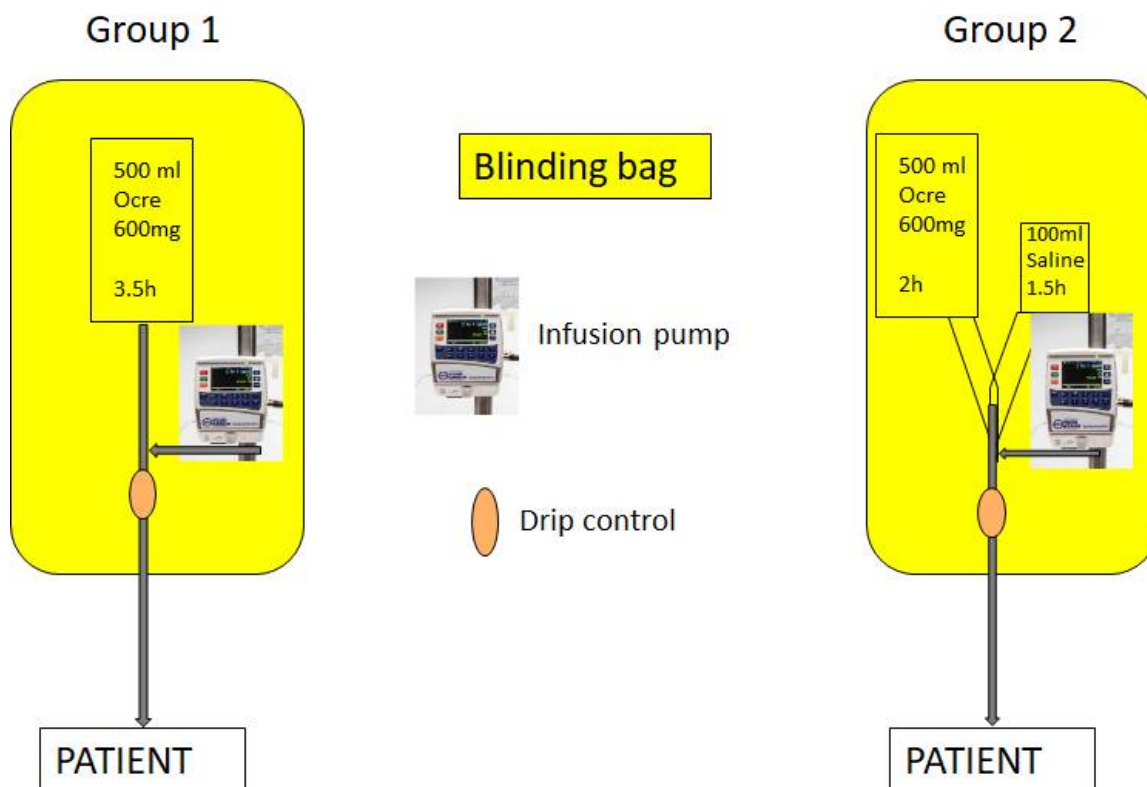 Group 1
500 ml
Ocre
600mg
3.5h
PATIENT
Blinding bag
Infusion pump
Drip control
Group 2
500 ml
Ocre
600mg
2h
100ml
Saline
1.5h
PATIENT